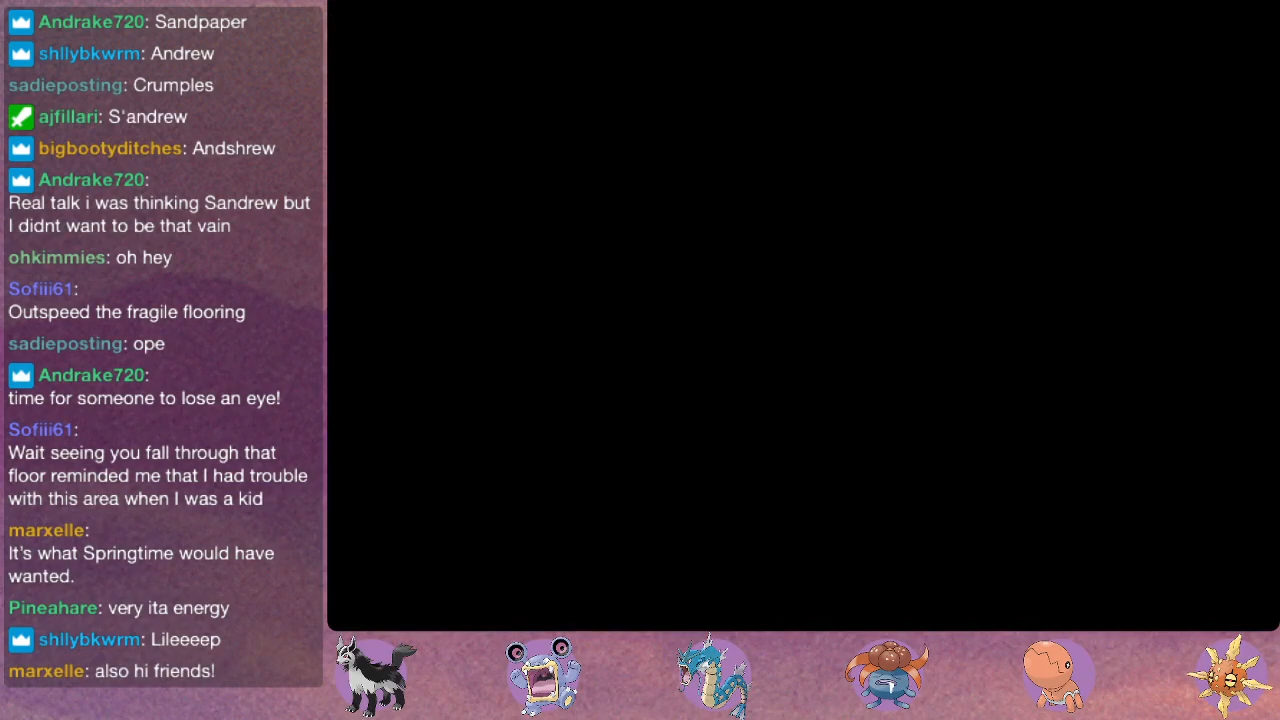 Andrake720: Sandpaper
shllybkwrm: Andrew
sadieposting: Crumples
ajfillari: S'andrew
bigbootyditches: Andshrew
Andrake720:
Real talk i was thinking Sandrew but
I didnt want to be that vain
ohkimmies: oh hey
Sofiii61:
Outspeed the fragile flooring
sadieposting: ope
Andrake720:
time for someone to lose an eye!
Sofiii61:
Wait seeing you fall through that
floor reminded me that I had trouble
with this area when I was a kid
marxelle:
It's what Springtime would have
wanted.
Pineahare: very ita energy
shllybkwrm: Lileeeep
marxelle: also hi friends!